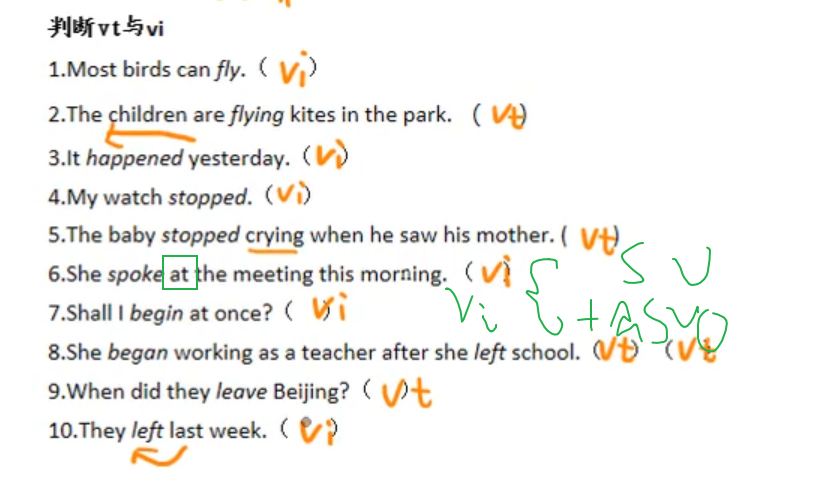 判断vt与vi
1.Most birds can fly. ( vi )
2.The children are flying kites in the park. ( vt )
3.It happened yesterday. ( vi )
4.My watch stopped. ( vi )
5.The baby stopped crying when he saw his mother. ( vt )
6.She spoke at the meeting this morning. ( vi ) S V
7.Shall I begin at once? ( vi ) Vi { + A SVO
8.She began working as a teacher after she left school. ( vt ) ( vt
9.When did they leave Beijing? ( v)t
10.They left last week. ( vi )